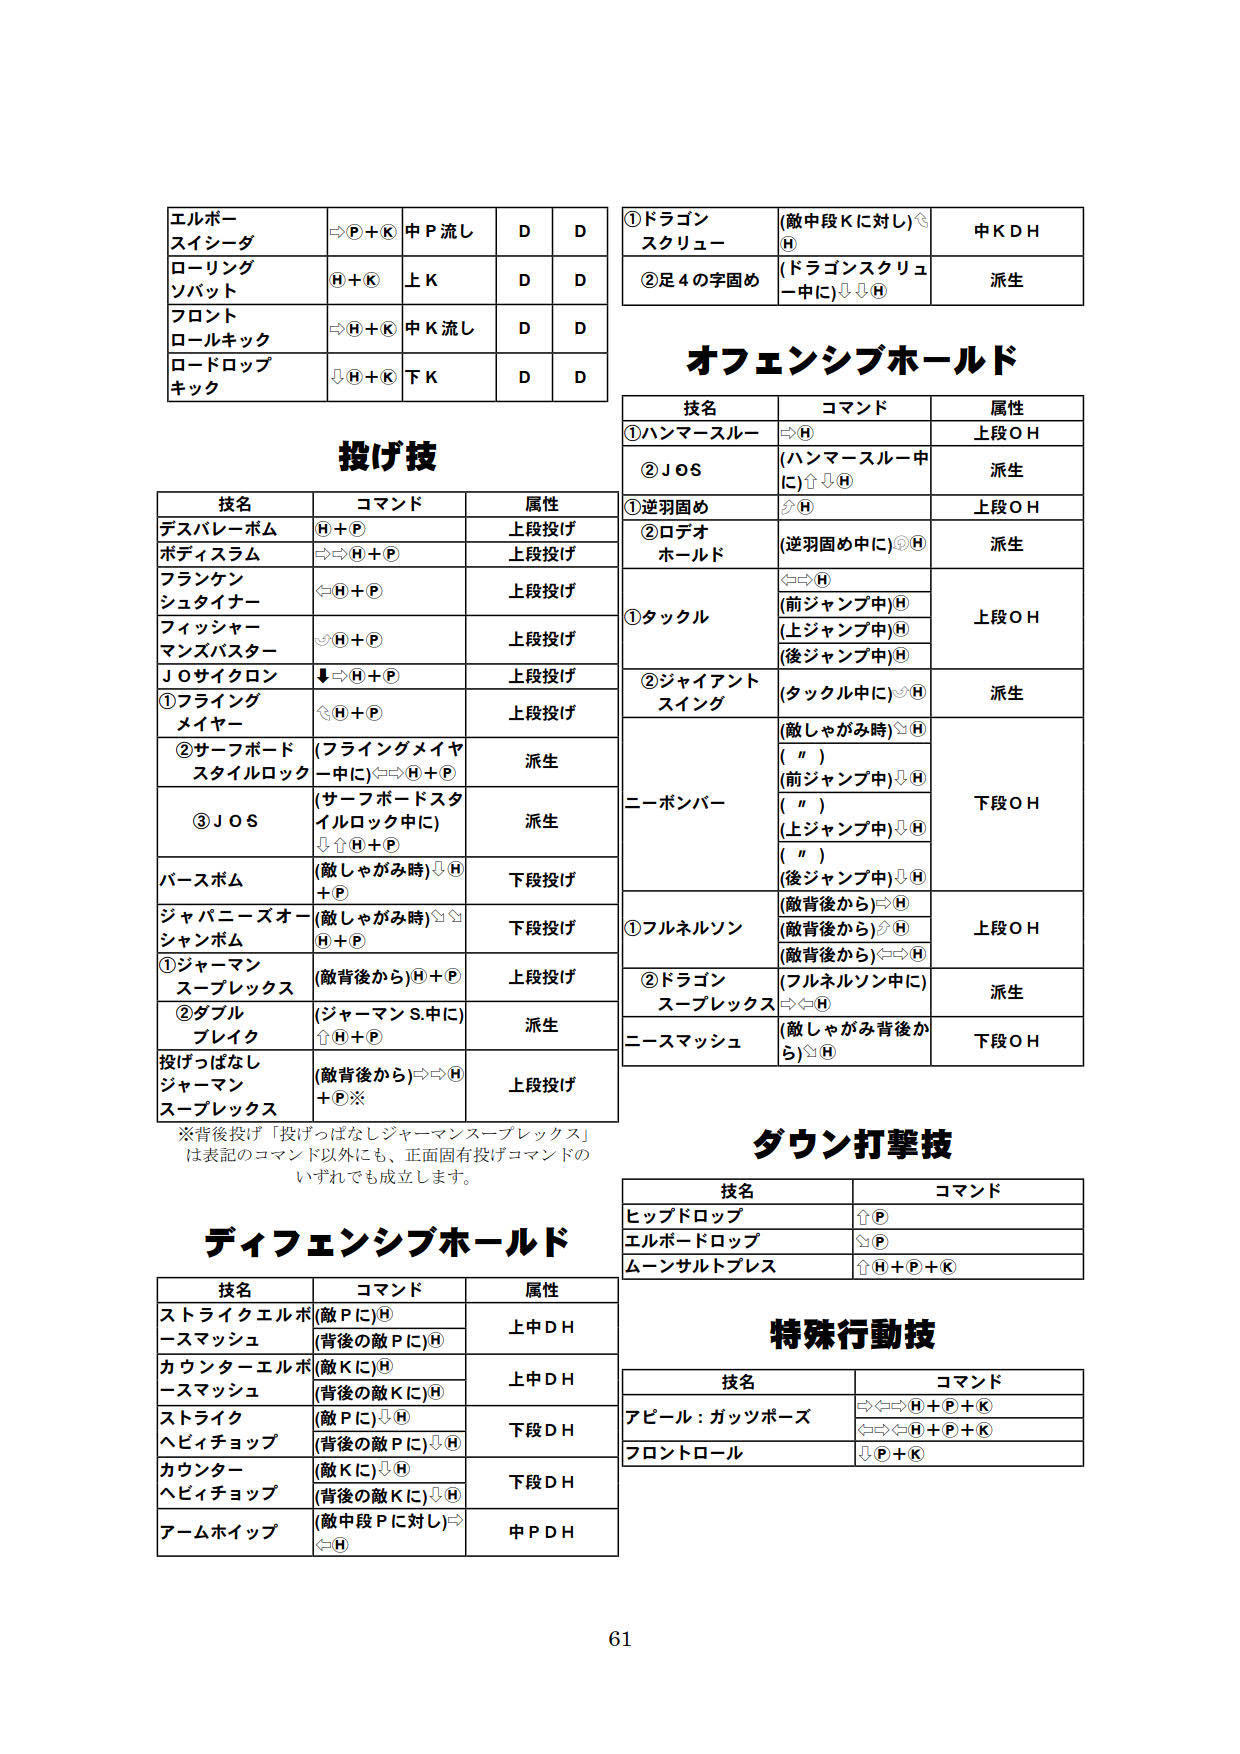 エルボー
スイシーダ
⇨Ⓟ+Ⓚ 中P流し D D
ローリング
ソバット
Ⓗ+Ⓚ 上K D D
フロント
ロールキック
⇨Ⓗ+Ⓚ 中K流し D D
ロードロップ
キック
⇩Ⓗ+Ⓚ 下K D D
投げ技
技名 コマンド 属性
デスバレーボム Ⓗ+Ⓟ 上段投げ
ボディスラム ⇨⇨Ⓗ+Ⓟ 上段投げ
フランケン
シュタイナー
⇦Ⓗ+Ⓟ 上段投げ
フィッシャー
マンズバスター
Ⓗ+Ⓟ 上段投げ
JOサイクロン ⬇⇨Ⓗ+Ⓟ 上段投げ
①フライング
メイヤー
⇖Ⓗ+Ⓟ 上段投げ
②サーフボード
スタイルロック
(フライングメイヤ
ー中に)⇦⇨Ⓗ+Ⓟ
派生
③JOS
(サーフボードスタ
イルロック中に)
⇩⇧Ⓗ+Ⓟ
派生
バースボム
(敵しゃがみ時)⇩Ⓗ
+Ⓟ
下段投げ
ジャパニーズオー
シャンボム
(敵しゃがみ時)⇘⇘
Ⓗ+Ⓟ
下段投げ
①ジャーマン
スープレックス
(敵背後から)Ⓗ+Ⓟ 上段投げ
②ダブル
ブレイク
(ジャーマンS.中に)
⇧Ⓗ+Ⓟ
派生
投げっぱなし
ジャーマン
スープレックス
(敵背後から)⇨⇨Ⓗ
+Ⓟ※
上段投げ
※背後投げ「投げっぱなしジャーマンスープレックス」
は表記のコマンド以外にも、正面固有投げコマンドの
いずれでも成立します。
ディフェンシブホールド
技名 コマンド 属性
ストライクエルボ
ースマッシュ
(敵Pに)Ⓗ
(背後の敵Pに)Ⓗ
上中DH
カウンターエルボ
ースマッシュ
(敵Kに)Ⓗ
(背後の敵Kに)Ⓗ
上中DH
ストライク
ヘビィチョップ
(敵Pに)⇩Ⓗ
(背後の敵Pに)⇩Ⓗ
下段DH
カウンター
ヘビィチョップ
(敵Kに)⇩Ⓗ
(背後の敵Kに)⇩Ⓗ
下段DH
アームホイップ
(敵中段Pに対し)⇨
⇦Ⓗ
中PDH
①ドラゴン
スクリュー
(敵中段Kに対し)⇖
Ⓗ
中KDH
②足4の字固め
(ドラゴンスクリュ
ー中に)⇩⇩Ⓗ
派生
オフェンシブホールド
技名 コマンド 属性
①ハンマースルー ⇨Ⓗ 上段OH
②JOS
(ハンマースルー中
に)⇧⇩Ⓗ
派生
①逆羽固め ⇗Ⓗ 上段OH
②ロデオ
ホールド
(逆羽固め中に)Ⓗ 派生
①タックル
⇦⇨Ⓗ
(前ジャンプ中)Ⓗ
(上ジャンプ中)Ⓗ
(後ジャンプ中)Ⓗ
上段OH
②ジャイアント
スイング
(タックル中に)Ⓗ 派生
ニーボンバー
(敵しゃがみ時)⇘Ⓗ
( 〃 )
(前ジャンプ中)⇩Ⓗ
( 〃 )
(上ジャンプ中)⇩Ⓗ
( 〃 )
(後ジャンプ中)⇩Ⓗ
下段OH
①フルネルソン
(敵背後から)⇨Ⓗ
(敵背後から)⇗Ⓗ
(敵背後から)⇦⇨Ⓗ
上段OH
②ドラゴン
スープレックス
(フルネルソン中に)
⇨⇦Ⓗ
派生
ニースマッシュ
(敵しゃがみ背後か
ら)⇘Ⓗ
下段OH
ダウン打撃技
技名 コマンド
ヒップドロップ ⇧Ⓟ
エルボードロップ ⇘Ⓟ
ムーンサルトプレス ⇧Ⓗ+Ⓟ+Ⓚ
特殊行動技
技名 コマンド
アピール:ガッツポーズ
⇨⇦⇨Ⓗ+Ⓟ+Ⓚ
⇦⇨⇦Ⓗ+Ⓟ+Ⓚ
フロントロール ⇩Ⓟ+Ⓚ
61